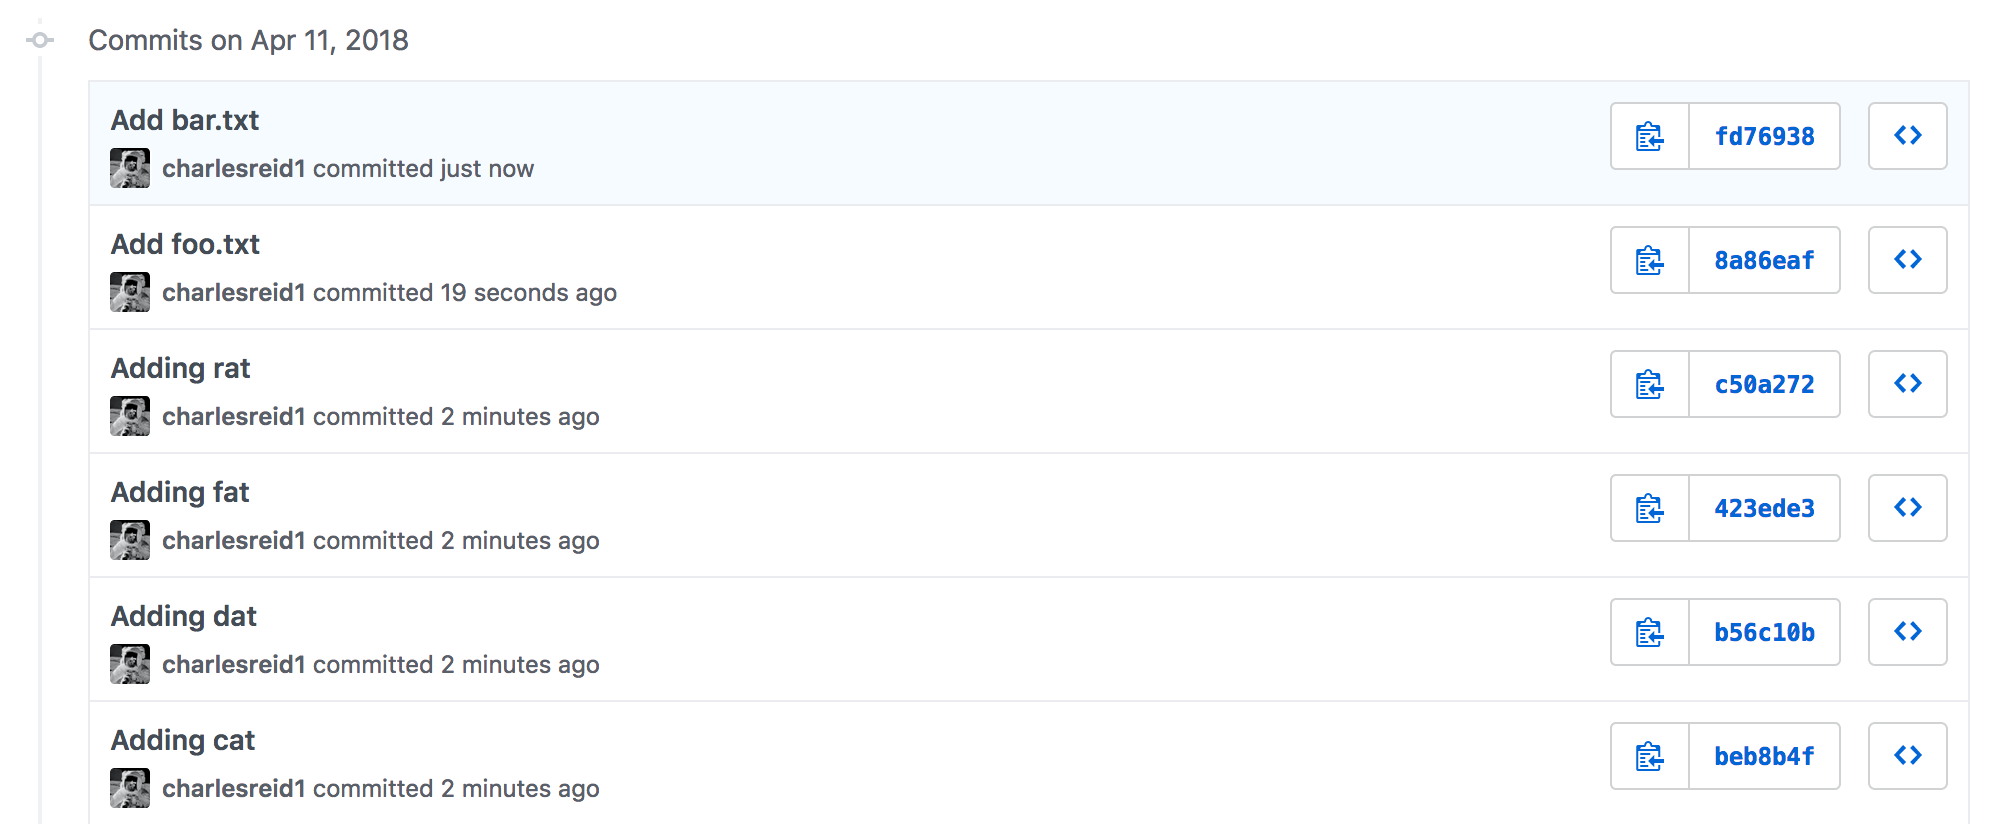 Commits on Apr 11, 2018
Add bar.txt
charlesreid1 committed just now
fd76938
Add foo.txt
charlesreid1 committed 19 seconds ago
8a86eaf
Adding rat
charlesreid1 committed 2 minutes ago
c50a272
Adding fat
charlesreid1 committed 2 minutes ago
423ede3
Adding dat
charlesreid1 committed 2 minutes ago
b56c10b
Adding cat
charlesreid1 committed 2 minutes ago
beb8b4f